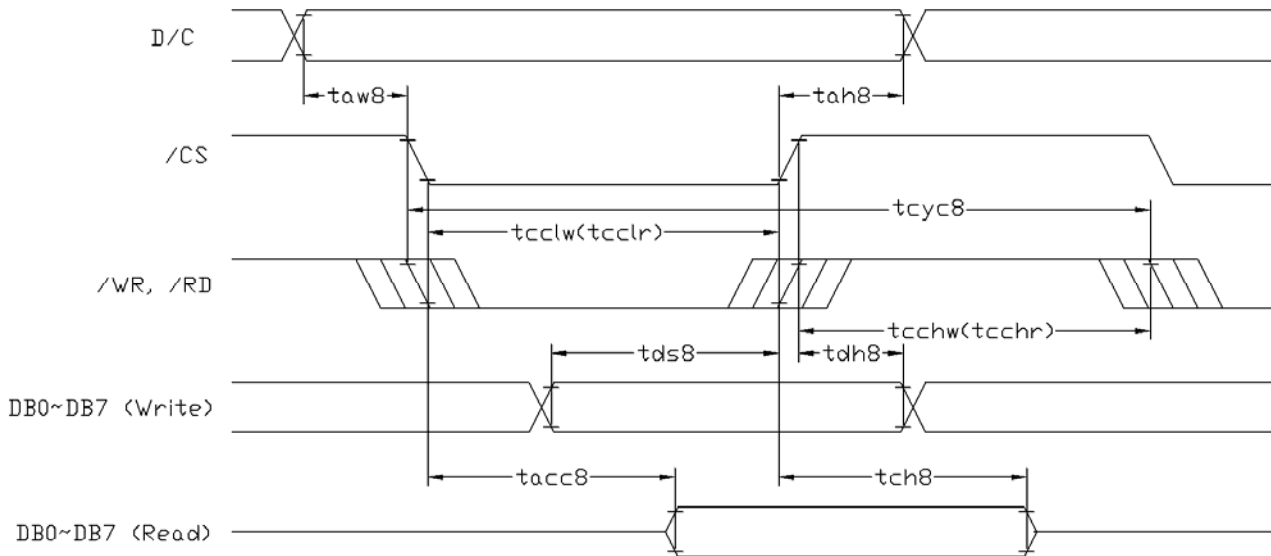 D/C
taw8
tah8
/CS
tcyc8
tcclw(tcclr)
/WR, /RD
tcchw(tcchr)
tds8
tdh8
DB0~DB7 (Write)
tacc8
tch8
DB0~DB7 (Read)